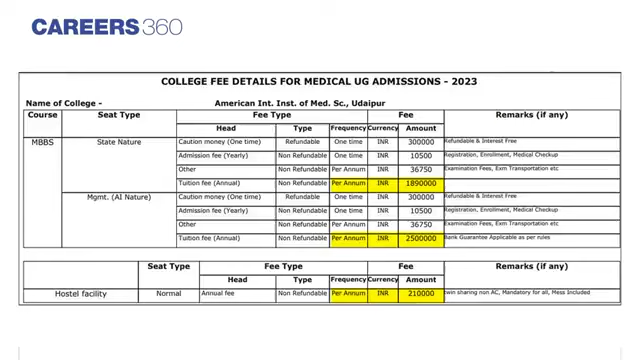 CAREERS360
COLLEGE FEE DETAILS FOR MEDICAL UG ADMISSIONS - 2023
Name of College - American Int. Inst. of Med. Sc., Udaipur
Course Seat Type Fee Type Fee Remarks (if any)
Head Type Frequency Currency Amount
MBBS State Nature Caution money (One time) Refundable One time INR 300000 Refundable & Interest Free
Admission fee (Yearly) Non Refundable One time INR 10500 Registration, Enrollment, Medical Checkup
Other Non Refundable Per Annum INR 36750 Examination Fees, Exm Transportation etc
Tuition fee (Annual) Non Refundable Per Annum INR 1890000
Mgmt. (AI Nature) Caution money (One time) Refundable One time INR 300000 Refundable & Interest Free
Admission fee (Yearly) Non Refundable One time INR 10500 Registration, Enrollment, Medical Checkup
Other Non Refundable Per Annum INR 36750 Examination Fees, Exm Transportation etc
Tuition fee (Annual) Non Refundable Per Annum INR 2500000 Bank Guarantee Applicable as per rules
Seat Type Fee Type Fee Remarks (if any)
Head Type Frequency Currency Amount
Hostel facility Normal Annual fee Non Refundable Per Annum INR 210000 twin sharing non AC, Mandatory for all, Mess Included